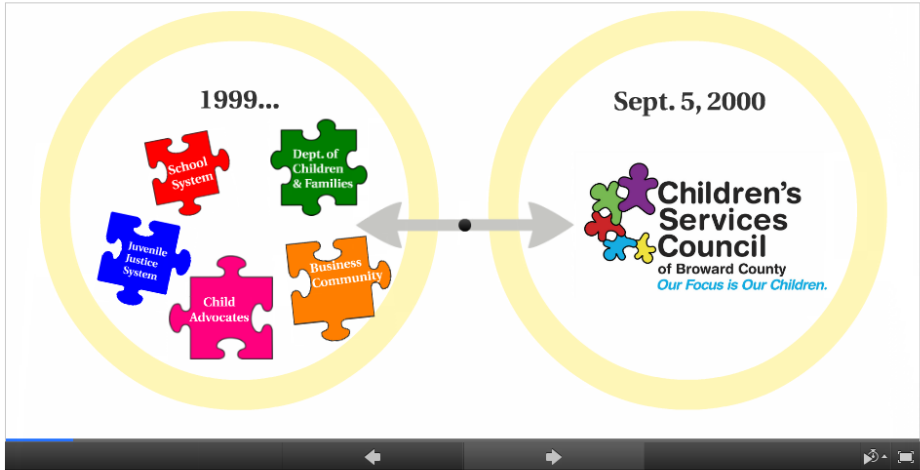 1999...
School
System
Dept. of
Children
& Families
Juvenile
Justice
System
Child
Advocates
Business
Community
Sept. 5, 2000
Children's
Services
Council
of Broward County
Our Focus is Our Children.